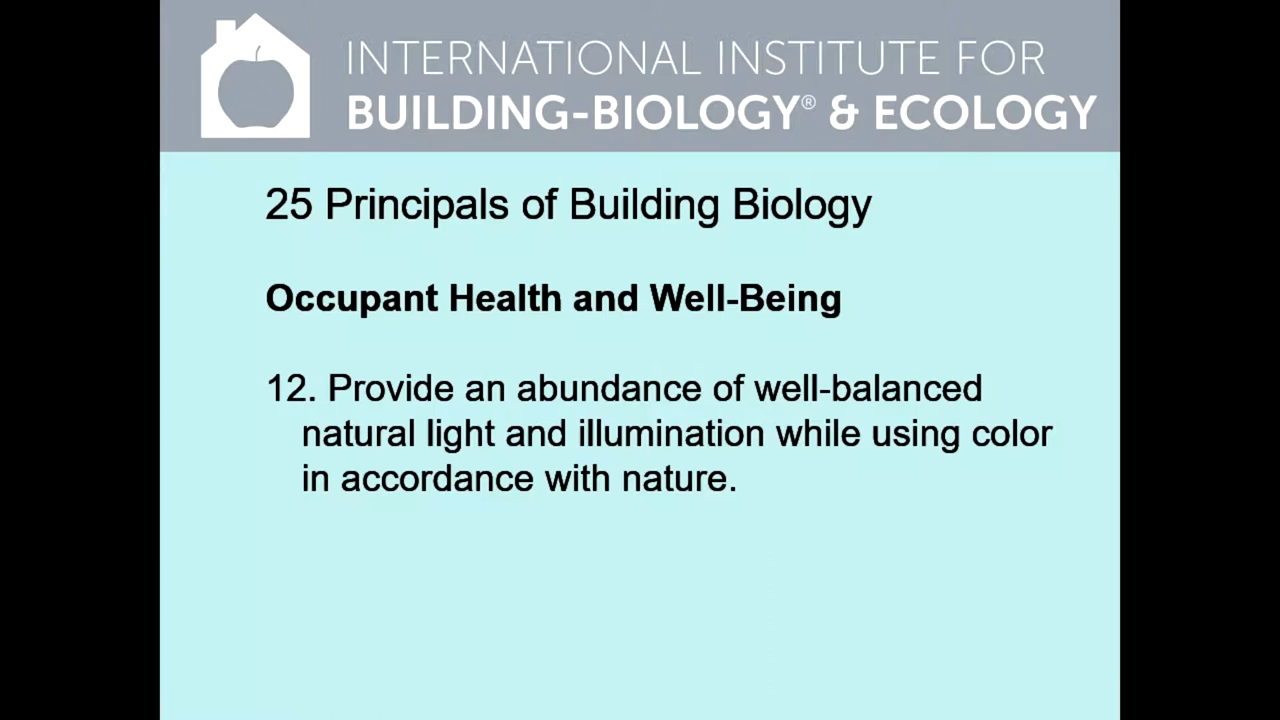 INTERNATIONAL INSTITUTE FOR
BUILDING-BIOLOGY® & ECOLOGY
25 Principals of Building Biology
Occupant Health and Well-Being
12. Provide an abundance of well-balanced
natural light and illumination while using color
in accordance with nature.